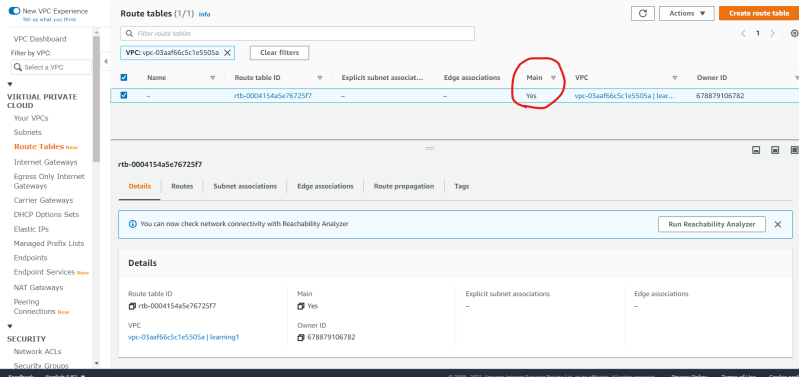 New VPC Experience
Tell us what you think
VPC Dashboard
Filter by VPC:
Select a VPC
VIRTUAL PRIVATE
CLOUD
Your VPCs
Subnets
Route Tables New
Internet Gateways
Egress Only Internet
Gateways
Carrier Gateways
DHCP Options Sets
Elastic IPs
Managed Prefix Lists
Endpoints
Endpoint Services New
NAT Gateways
Peering
Connections New
SECURITY
Network ACLs
Security Groups
Route tables (1/1) Info
Actions
Create route table
Filter route tables
1
VPC: vpc-03aaf66c5c1e5505a
Clear filters
Name Route table ID Explicit subnet associat... Edge associations Main VPC Owner ID
– rtb-0004154a5e76725f7 – – Yes vpc-03aaf66c5c1e5505a | lear... 678879106782
rtb-0004154a5e76725f7
Details Routes Subnet associations Edge associations Route propagation Tags
You can now check network connectivity with Reachability Analyzer
Run Reachability Analyzer
Details
Route table ID Main Explicit subnet associations Edge associations
rtb-0004154a5e76725f7 Yes – –
VPC Owner ID
vpc-03aaf66c5c1e5505a | learning1 678879106782